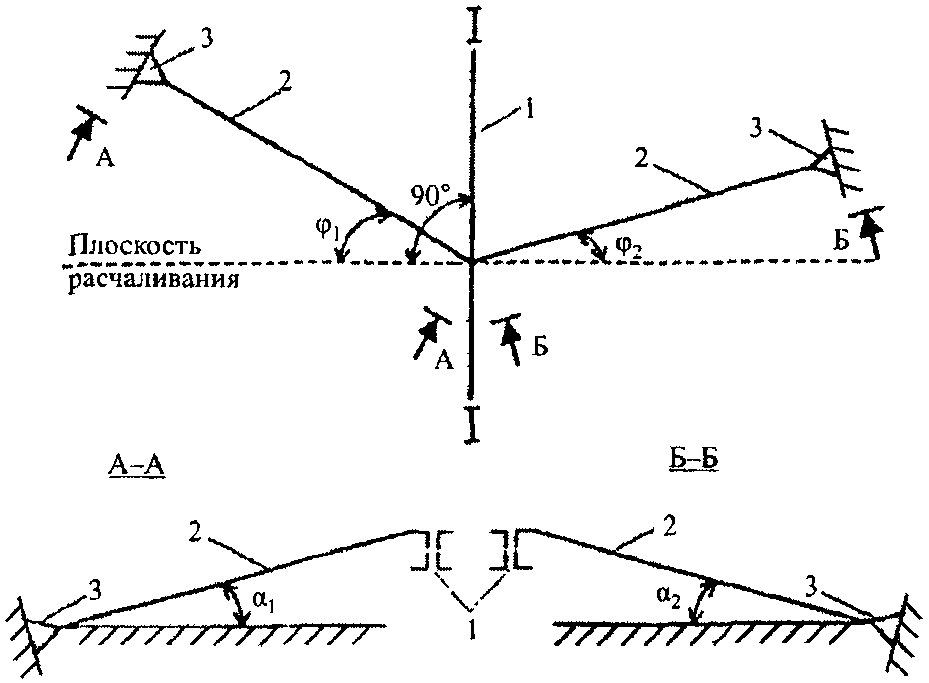 3
2
1
3
2
А
90°
φ₁
Б
φ₂
Плоскость
расчаливания
А
Б
А–А
Б–Б
2
2
3
α₁
α₂
3
1